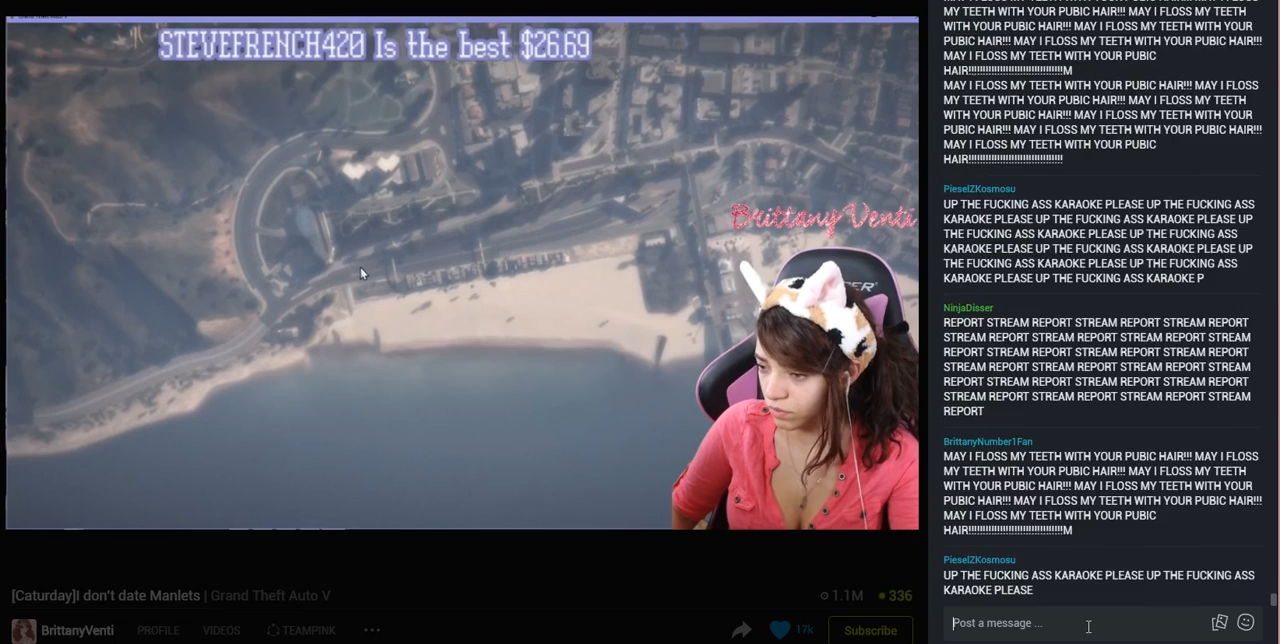 STEVEFRENCH420 Is the best $26.69
Brittany Venti
[Caturday]I don't date Manlets | Grand Theft Auto V
1.1M
336
BrittanyVenti
PROFILE
VIDEOS
TEAMPINK
17k
Subscribe
MY TEETH WITH YOUR PUBIC HAIR!!! MAY I FLOSS MY TEETH
WITH YOUR PUBIC HAIR!!! MAY I FLOSS MY TEETH WITH YOUR
PUBIC HAIR!!! MAY I FLOSS MY TEETH WITH YOUR PUBIC HAIR!!!
MAY I FLOSS MY TEETH WITH YOUR PUBIC
HAIR!!!!!!!!!!!!!!!!!!!!!!!!!!!!!!!!!M
MAY I FLOSS MY TEETH WITH YOUR PUBIC HAIR!!! MAY I FLOSS
MY TEETH WITH YOUR PUBIC HAIR!!! MAY I FLOSS MY TEETH
WITH YOUR PUBIC HAIR!!! MAY I FLOSS MY TEETH WITH YOUR
PUBIC HAIR!!! MAY I FLOSS MY TEETH WITH YOUR PUBIC HAIR!!!
MAY I FLOSS MY TEETH WITH YOUR PUBIC
HAIR!!!!!!!!!!!!!!!!!!!!!!!!!!!!!!!!!
PieselZKosmosu
UP THE FUCKING ASS KARAOKE PLEASE UP THE FUCKING ASS
KARAOKE PLEASE UP THE FUCKING ASS KARAOKE PLEASE UP
THE FUCKING ASS KARAOKE PLEASE UP THE FUCKING ASS
KARAOKE PLEASE UP THE FUCKING ASS KARAOKE PLEASE UP
THE FUCKING ASS KARAOKE PLEASE UP THE FUCKING ASS
KARAOKE PLEASE UP THE FUCKING ASS KARAOKE P
NinjaDisser
REPORT STREAM REPORT STREAM REPORT STREAM REPORT
STREAM REPORT STREAM REPORT STREAM REPORT STREAM
REPORT STREAM REPORT STREAM REPORT STREAM REPORT
STREAM REPORT STREAM REPORT STREAM REPORT STREAM
REPORT STREAM REPORT STREAM REPORT STREAM REPORT
STREAM REPORT STREAM REPORT STREAM REPORT STREAM
REPORT
BrittanyNumber1Fan
MAY I FLOSS MY TEETH WITH YOUR PUBIC HAIR!!! MAY I FLOSS
MY TEETH WITH YOUR PUBIC HAIR!!! MAY I FLOSS MY TEETH
WITH YOUR PUBIC HAIR!!! MAY I FLOSS MY TEETH WITH YOUR
PUBIC HAIR!!! MAY I FLOSS MY TEETH WITH YOUR PUBIC HAIR!!!
MAY I FLOSS MY TEETH WITH YOUR PUBIC
HAIR!!!!!!!!!!!!!!!!!!!!!!!!!!!!!!!!!M
PieselZKosmosu
UP THE FUCKING ASS KARAOKE PLEASE UP THE FUCKING ASS
KARAOKE PLEASE
Post a message ...